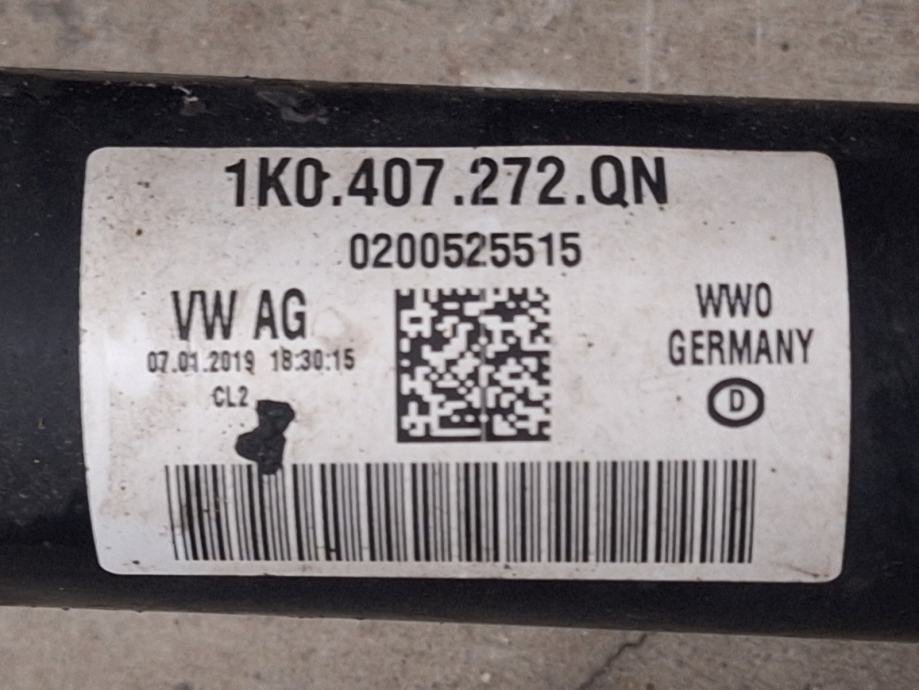 1K0.407.272.QN
0200525515
VW AG
07.01.2019 18:30:15
CL2
WWO
GERMANY
D